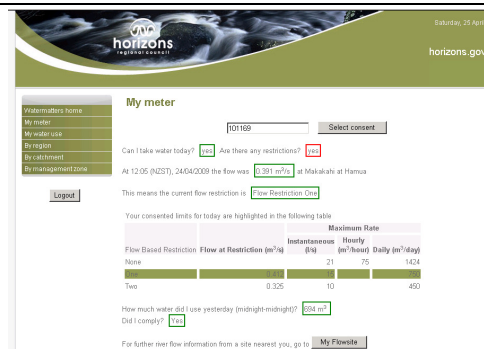 Saturday, 25 April
horizons
regional council
horizons.gov
My meter
Watermatters home
My meter
My water use
By region
By catchment
By management zone
Logout
101169
Select consent
Can I take water today? yes Are there any restrictions? yes
At 12:05 (NZST), 24/04/2009 the flow was 0.391 m³/s at Makakahi at Hamua
This means the current flow restriction is Flow Restriction One
Your consented limits for today are highlighted in the following table
Maximum Rate
Flow Based Restriction Flow at Restriction (m³/s) Instantaneous (l/s) Hourly (m³/hour) Daily (m³/day)
None 21 75 1424
One 0.412 15 750
Two 0.325 10 450
How much water did I use yesterday (midnight-midnight)? 694 m³
Did I comply? Yes
For further river flow information from a site nearest you, go to My Flowsite